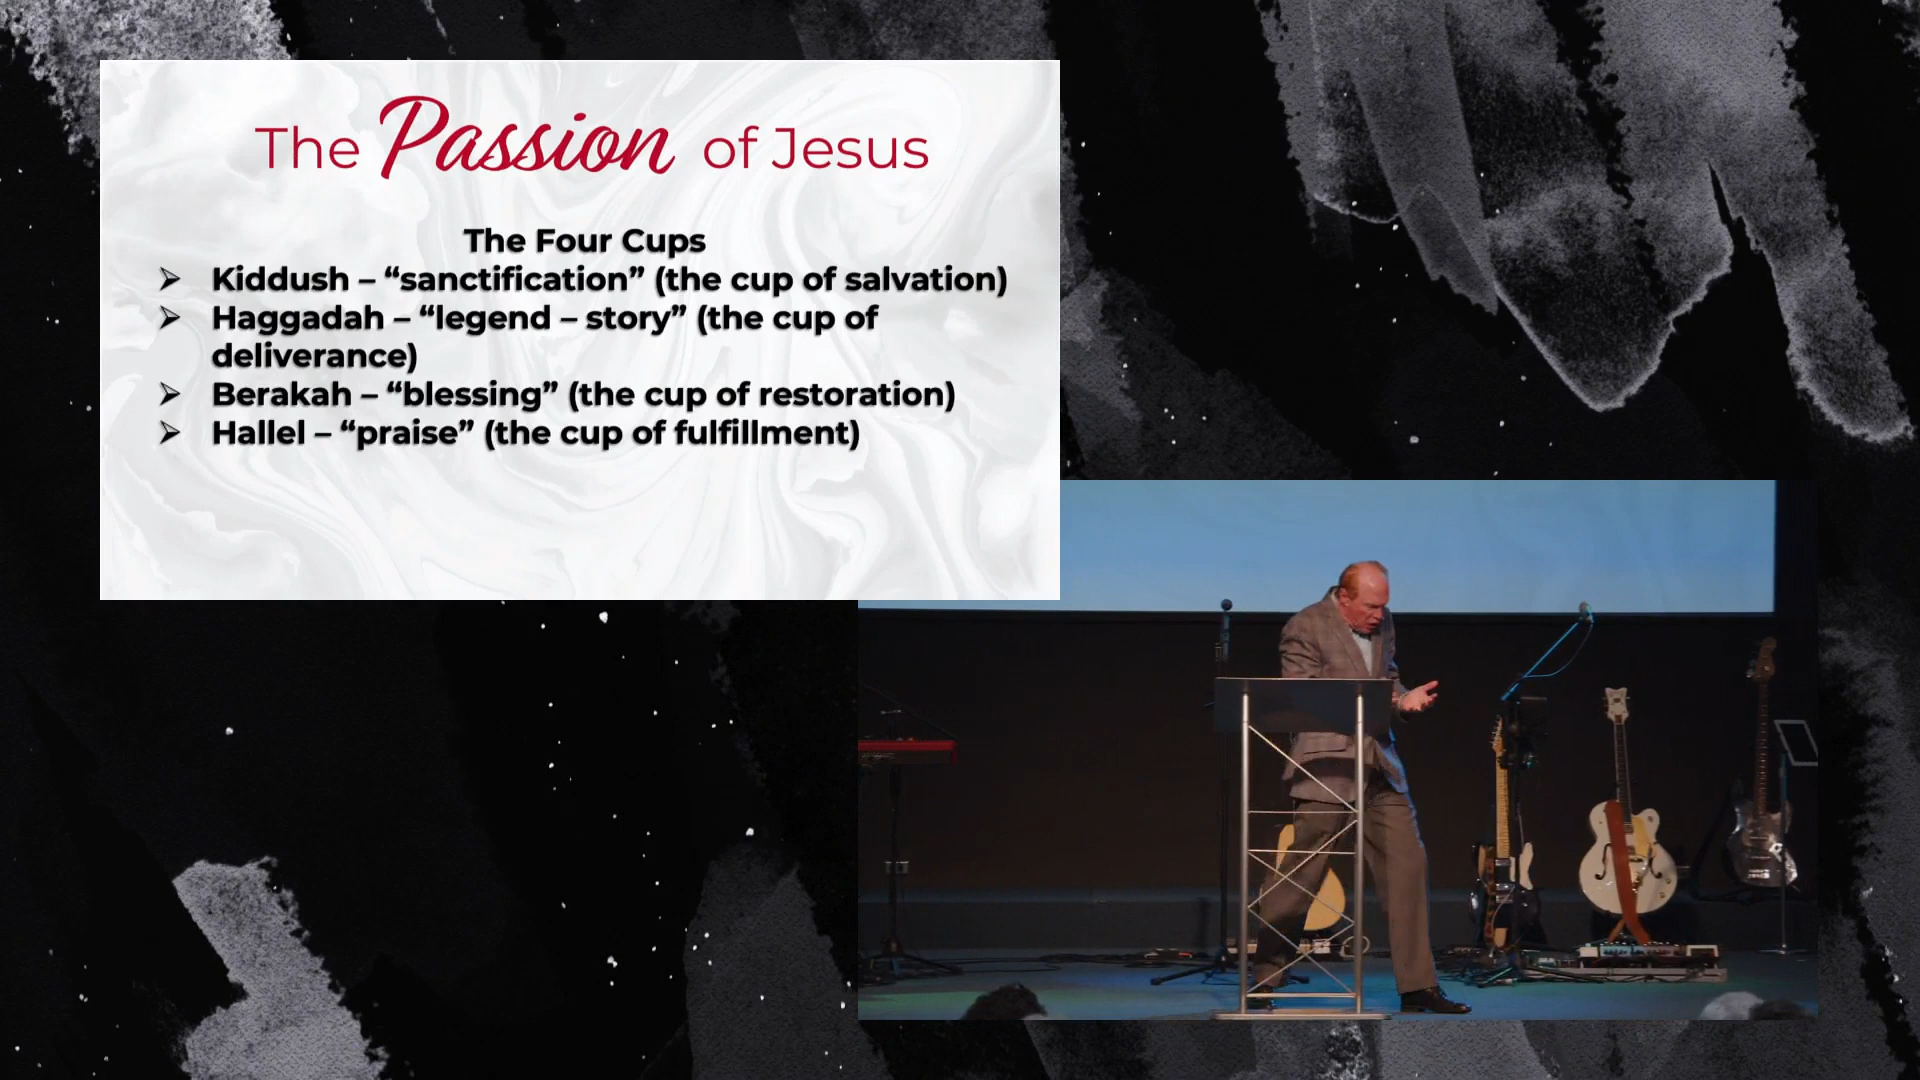 The Passion of Jesus
The Four Cups
➢ Kiddush – “sanctification” (the cup of salvation)
➢ Haggadah – “legend – story” (the cup of
deliverance)
➢ Berakah – “blessing” (the cup of restoration)
➢ Hallel – “praise” (the cup of fulfillment)